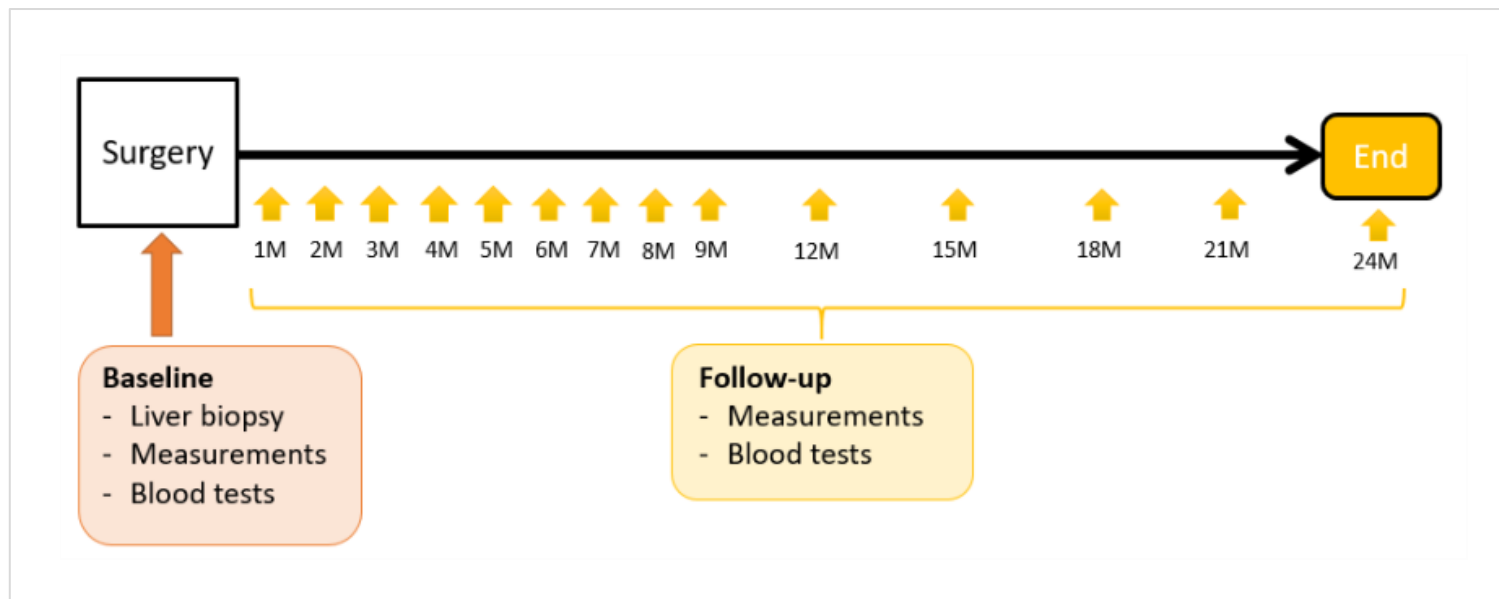 Surgery
End
1M 2M 3M 4M 5M 6M 7M 8M 9M 12M 15M 18M 21M 24M
Baseline
- Liver biopsy
- Measurements
- Blood tests
Follow-up
- Measurements
- Blood tests